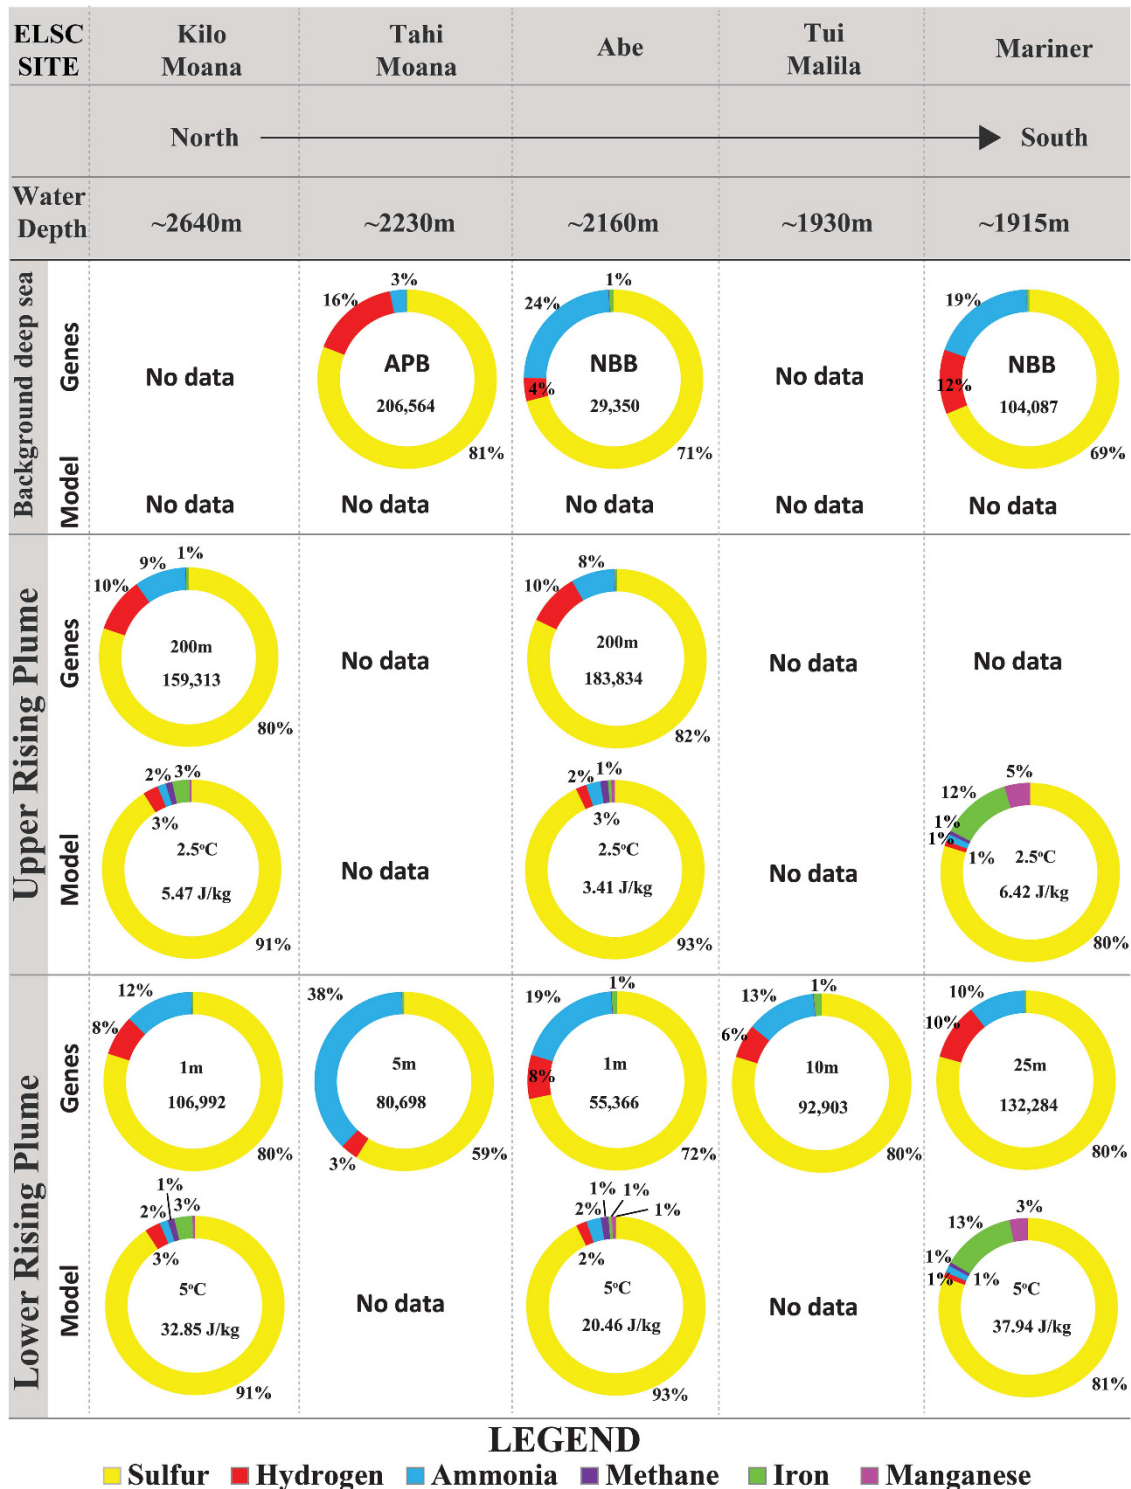 ELSC SITE
Kilo Moana
Tahi Moana
Abe
Tui Malila
Mariner
North
South
Water Depth
~2640m
~2230m
~2160m
~1930m
~1915m
Background deep sea
Genes
No data
3%
16%
APB
206,564
81%
1%
24%
4%
NBB
29,350
71%
No data
19%
12%
NBB
104,087
69%
Model
No data
No data
No data
No data
No data
Upper Rising Plume
Genes
1%
9%
10%
200m
159,313
80%
No data
8%
10%
200m
183,834
82%
No data
No data
Model
2%
3%
3%
2.5°C
5.47 J/kg
91%
No data
1%
2%
3%
2.5°C
3.41 J/kg
93%
No data
5%
12%
1%
1%
1%
2.5°C
6.42 J/kg
80%
Lower Rising Plume
Genes
12%
8%
1m
106,992
80%
38%
5m
80,698
3%
59%
1%
19%
8%
1m
55,366
72%
1%
13%
6%
10m
92,903
80%
10%
10%
25m
132,284
80%
Model
1%
2%
3%
3%
5°C
32.85 J/kg
91%
No data
1%
1%
2%
1%
2%
5°C
20.46 J/kg
93%
No data
3%
13%
1%
1%
1%
5°C
37.94 J/kg
81%
LEGEND
Sulfur Hydrogen Ammonia Methane Iron Manganese